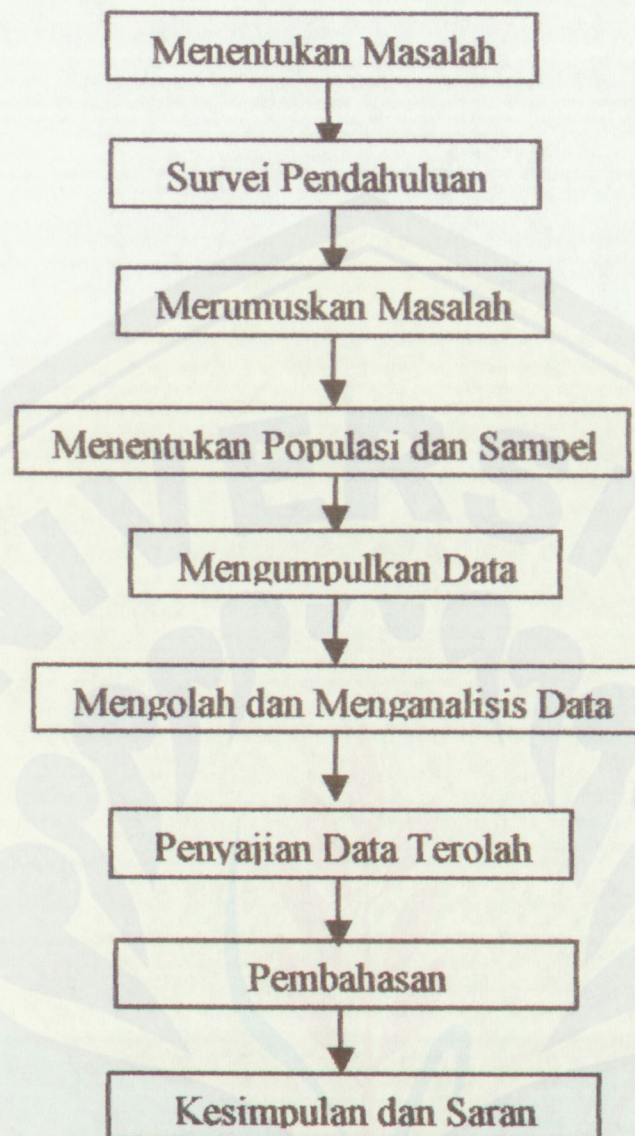 Menentukan Masalah
Survei Pendahuluan
Merumuskan Masalah
Menentukan Populasi dan Sampel
Mengumpulkan Data
Mengolah dan Menganalisis Data
Penyajian Data Terolah
Pembahasan
Kesimpulan dan Saran